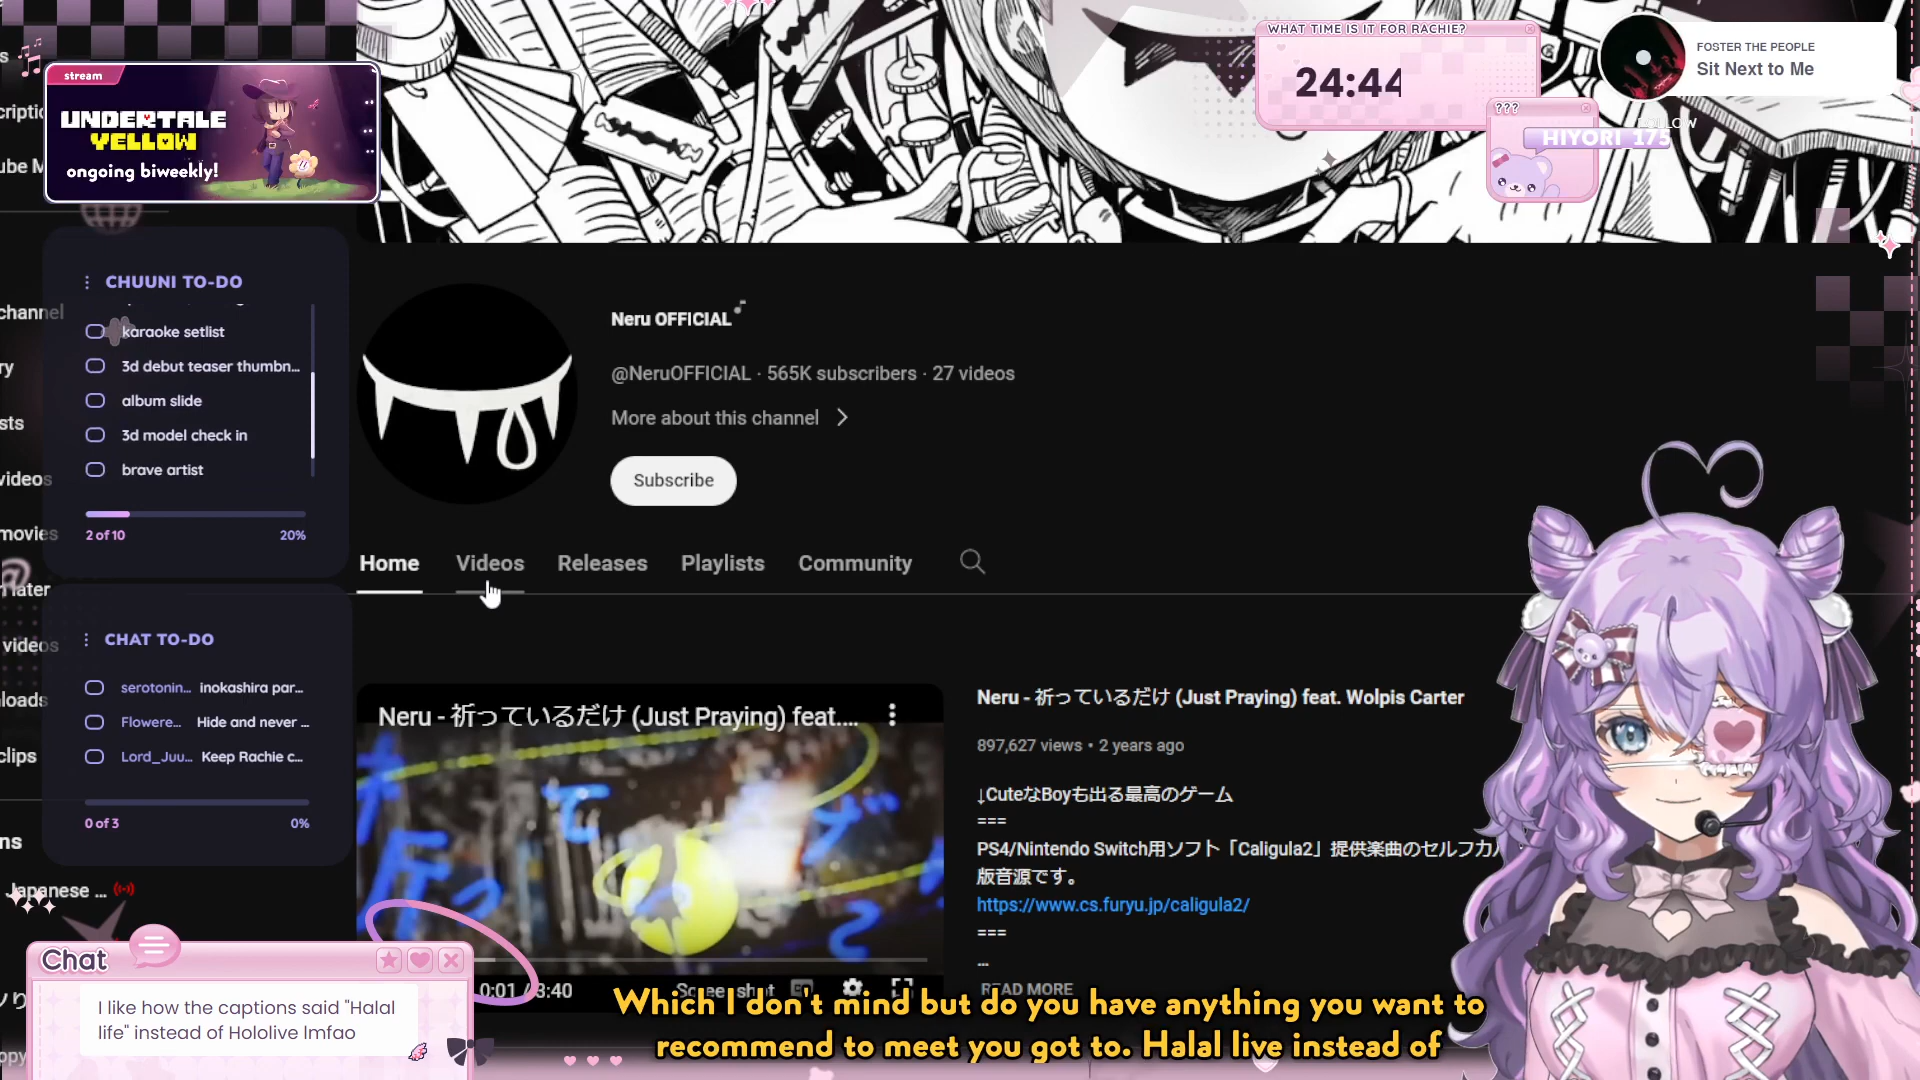 stream
UNDERTALE
YELLOW
ongoing biweekly!
WHAT TIME IS IT FOR RACHIE?
24:44
FOSTER THE PEOPLE
Sit Next to Me
???
FOLLOW
HIYORI_175
CHUUNI TO-DO
karaoke setlist
3d debut teaser thumbn...
album slide
3d model check in
brave artist
2 of 10 20%
CHAT TO-DO
serotonin... inokashira par...
Flowere... Hide and never ...
Lord_Juu... Keep Rachie c...
0 of 3 0%
channel
videos
movies
later
videos
clips
Japanese ...
Neru OFFICIAL
@NeruOFFICIAL · 565K subscribers · 27 videos
More about this channel
Subscribe
Home Videos Releases Playlists Community
Neru - 祈っているだけ (Just Praying) feat....
0:01 / 3:40
Screenshot
Neru - 祈っているだけ (Just Praying) feat. Wolpis Carter
897,627 views • 2 years ago
↓CuteなBoyも出る最高のゲーム
===
PS4/Nintendo Switch用ソフト「Caligula2」提供楽曲のセルフカ
版音源です。
https://www.cs.furyu.jp/caligula2/
===
...
READ MORE
Chat
I like how the captions said "Halal
life" instead of Hololive lmfao
Which I don't mind but do you have anything you want to
recommend to meet you got to. Halal live instead of